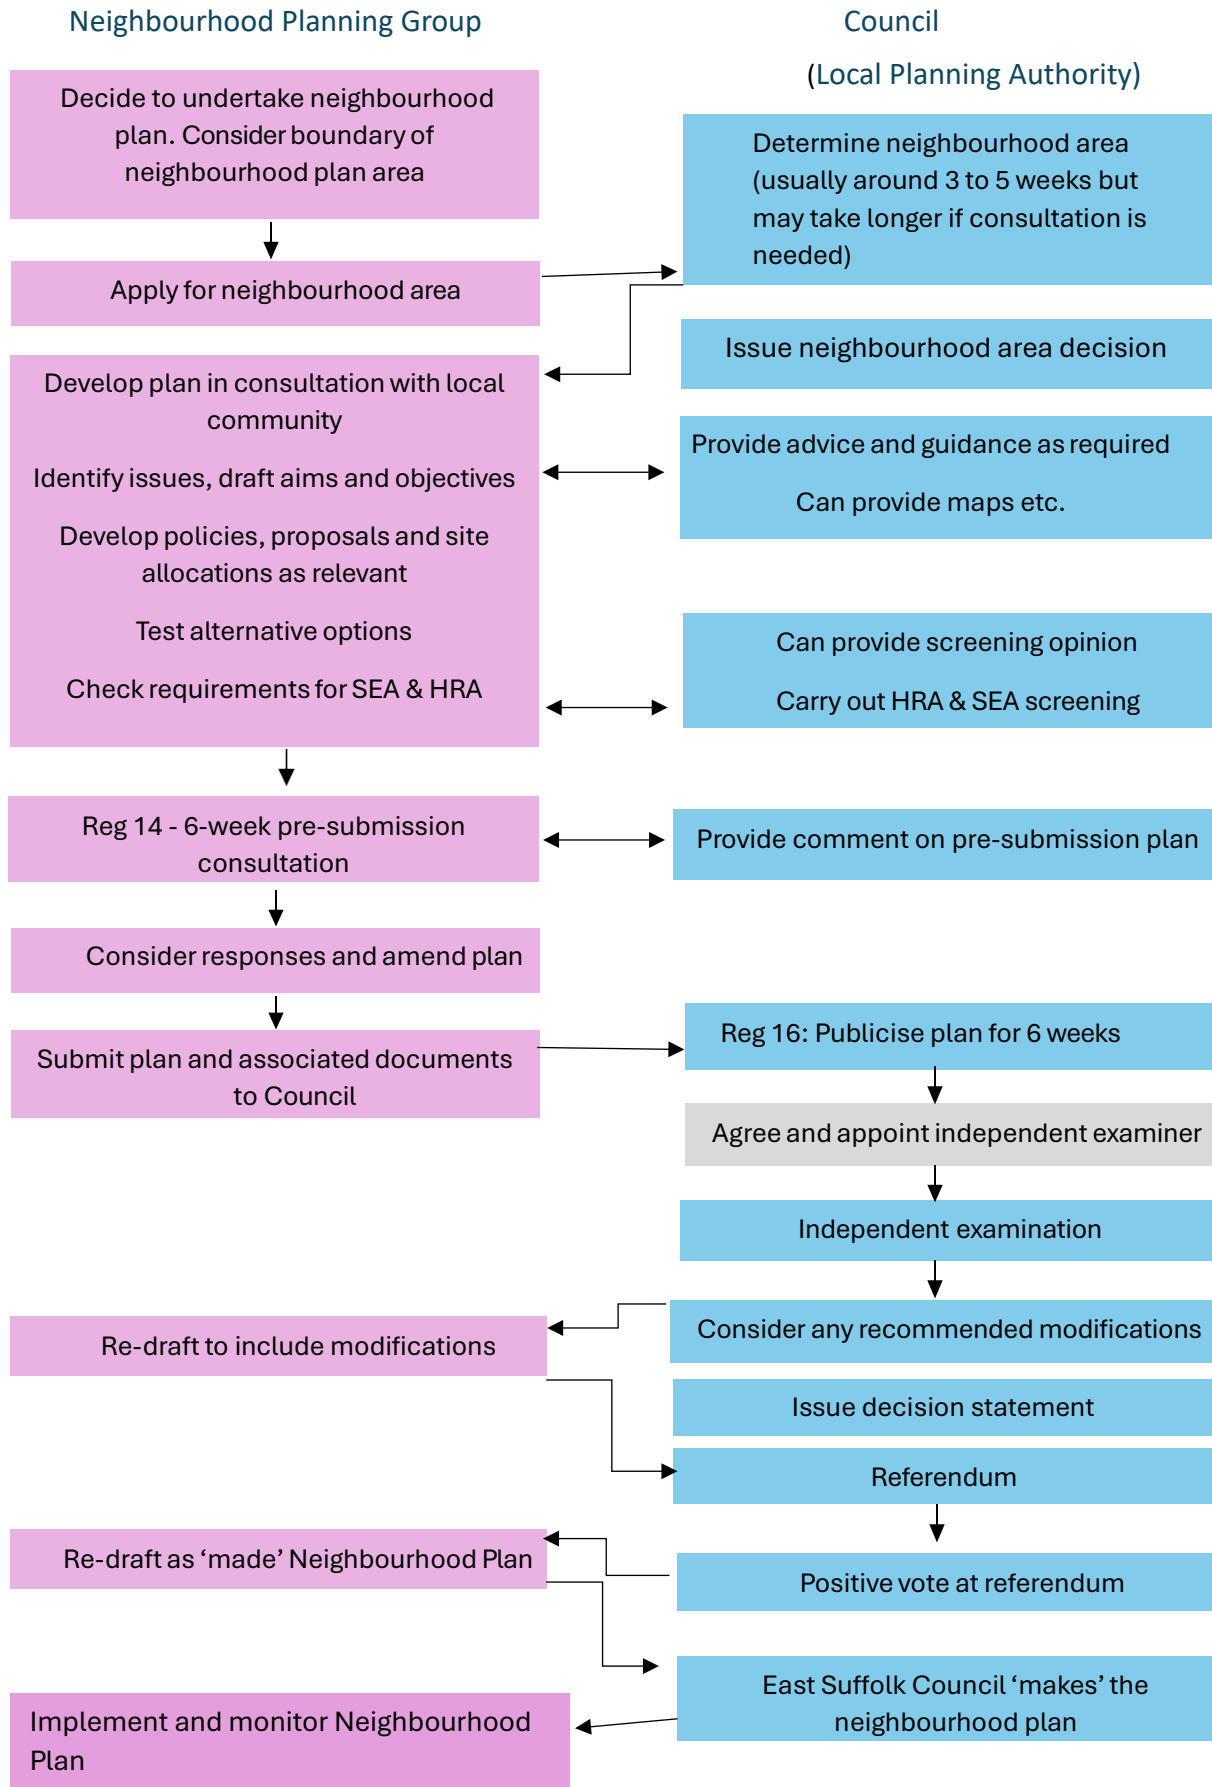 Neighbourhood Planning Group
Council
(Local Planning Authority)
Decide to undertake neighbourhood
plan. Consider boundary of
neighbourhood plan area
Determine neighbourhood area
(usually around 3 to 5 weeks but
may take longer if consultation is
needed)
Apply for neighbourhood area
Issue neighbourhood area decision
Develop plan in consultation with local
community
Identify issues, draft aims and objectives
Develop policies, proposals and site
allocations as relevant
Test alternative options
Check requirements for SEA & HRA
Provide advice and guidance as required
Can provide maps etc.
Can provide screening opinion
Carry out HRA & SEA screening
Reg 14 - 6-week pre-submission
consultation
Provide comment on pre-submission plan
Consider responses and amend plan
Submit plan and associated documents
to Council
Reg 16: Publicise plan for 6 weeks
Agree and appoint independent examiner
Independent examination
Consider any recommended modifications
Re-draft to include modifications
Issue decision statement
Referendum
Positive vote at referendum
Re-draft as ‘made’ Neighbourhood Plan
East Suffolk Council ‘makes’ the
neighbourhood plan
Implement and monitor Neighbourhood
Plan